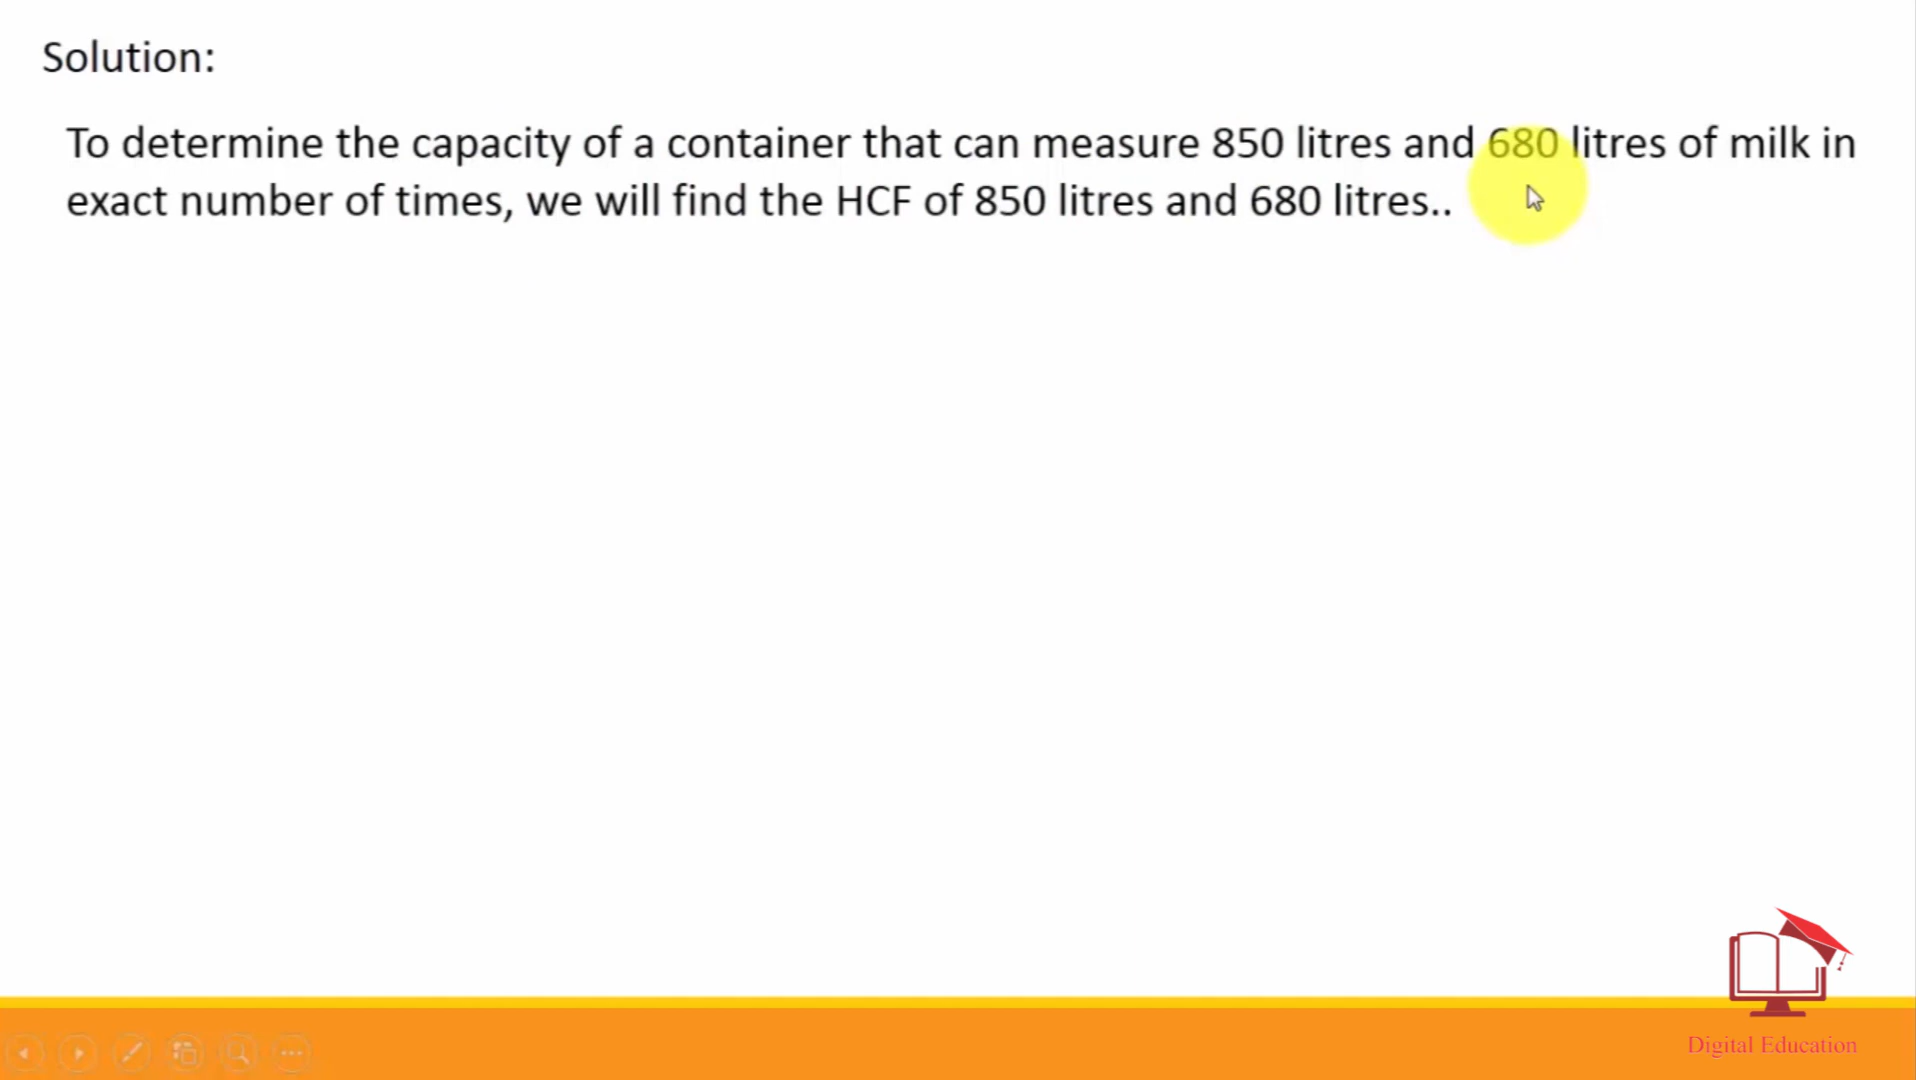 Solution:
To determine the capacity of a container that can measure 850 litres and 680 litres of milk in
exact number of times, we will find the HCF of 850 litres and 680 litres..
Digital Education